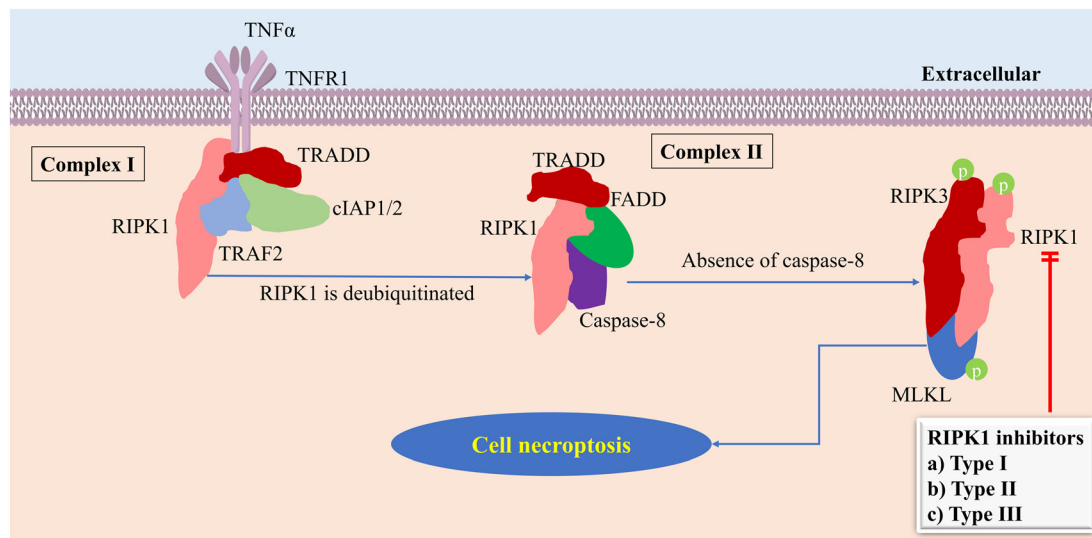 TNFα
TNFR1
Extracellular
Complex I
TRADD
cIAP1/2
RIPK1
TRAF2
RIPK1 is deubiquitinated
Complex II
TRADD
FADD
RIPK1
Caspase-8
Absence of caspase-8
p
p
RIPK3
RIPK1
p
MLKL
Cell necroptosis
RIPK1 inhibitors
a) Type I
b) Type II
c) Type III